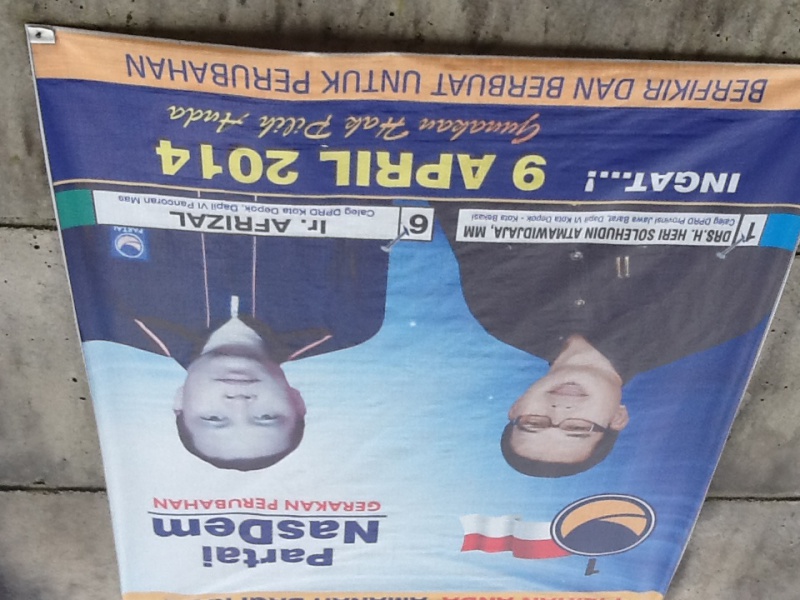 1
Partai
NasDem
GERAKAN PERUBAHAN
1 DRS.H. HERI SOLEHUDIN ATMAWIDJAJA, MM
Caleg DPRD Provinsi Jawa Barat, Dapil VI Kota Depok - Kota Bekasi
PARTAI
6 Ir. AFRIZAL
Caleg DPRD Kota Depok, Dapil VI Pancoran Mas
INGAT...! 9 APRIL 2014
Gunakan Hak Pilih Anda
BERFIKIR DAN BERBUAT UNTUK PERUBAHAN